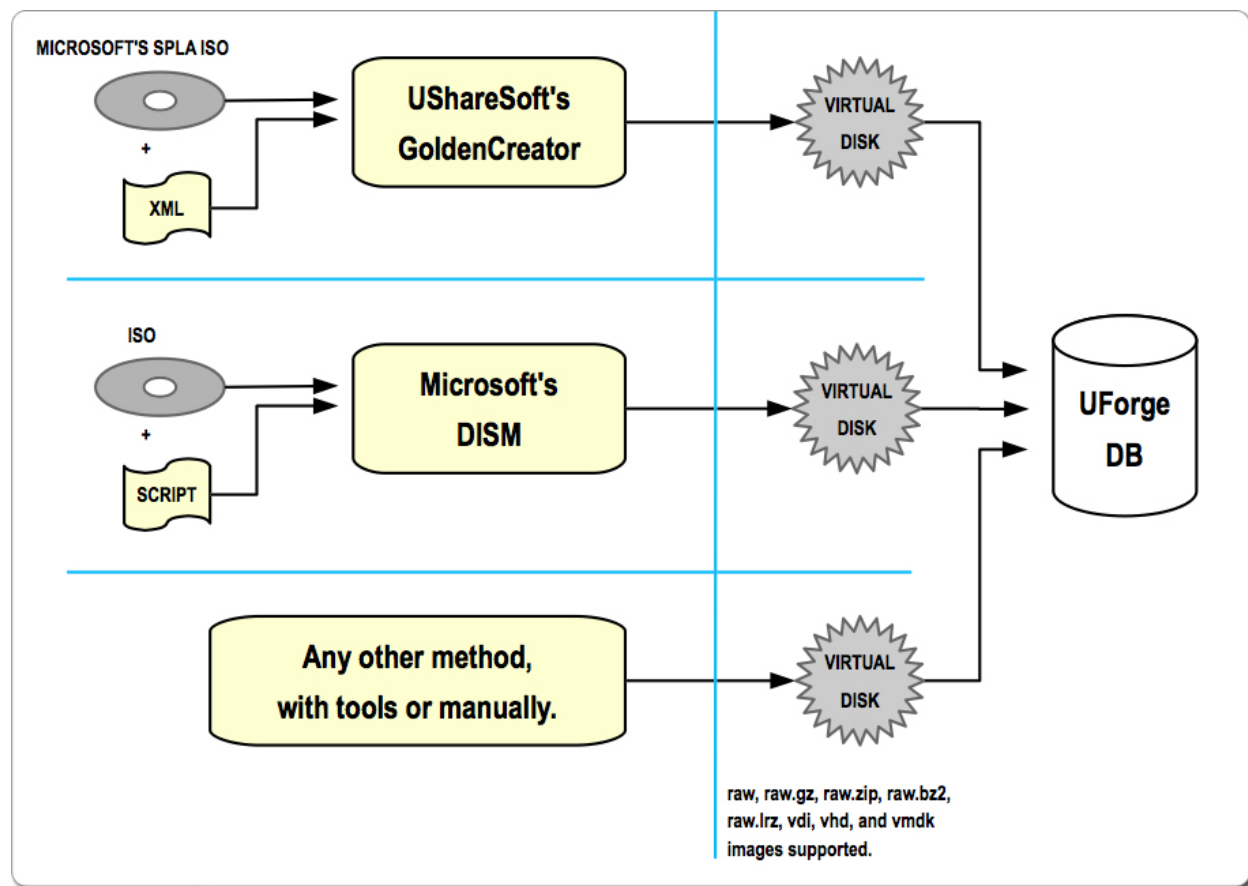 MICROSOFT'S SPLA ISO
+
XML
UShareSoft's
GoldenCreator
VIRTUAL
DISK
ISO
+
SCRIPT
Microsoft's
DISM
VIRTUAL
DISK
UForge
DB
Any other method,
with tools or manually.
VIRTUAL
DISK
raw, raw.gz, raw.zip, raw.bz2,
raw.lrz, vdi, vhd, and vmdk
images supported.